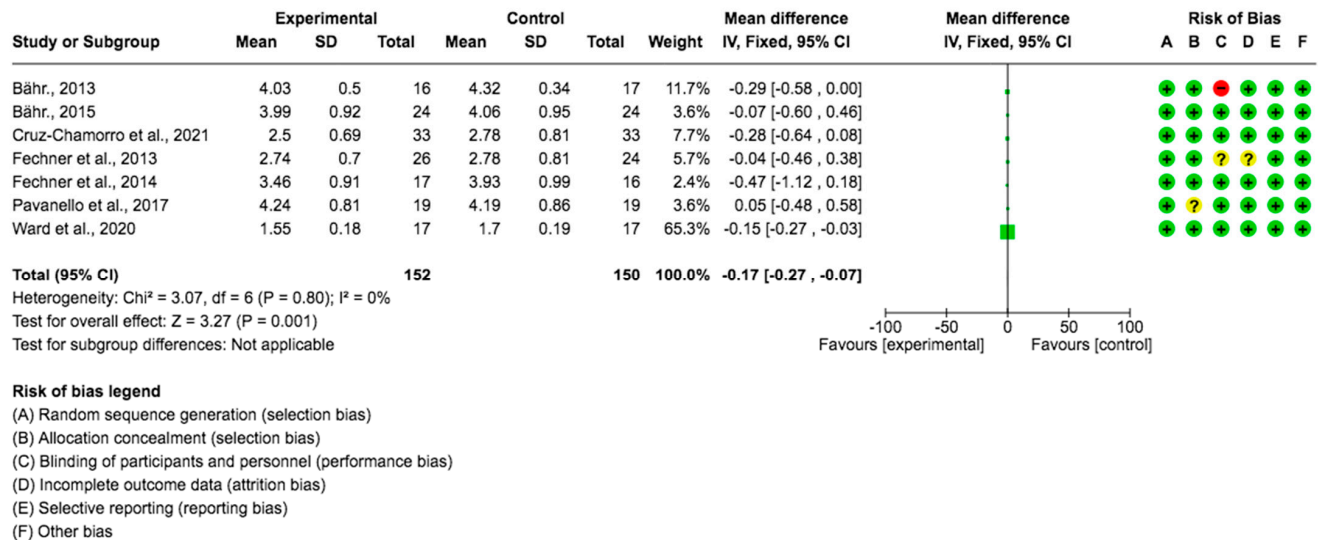 Experimental Control Mean difference Mean difference Risk of Bias
Study or Subgroup Mean SD Total Mean SD Total Weight IV, Fixed, 95% CI IV, Fixed, 95% CI A B C D E F
Bähr., 2013 4.03 0.5 16 4.32 0.34 17 11.7% -0.29 [-0.58 , 0.00] + + - + + +
Bähr., 2015 3.99 0.92 24 4.06 0.95 24 3.6% -0.07 [-0.60 , 0.46] + + + + + +
Cruz-Chamorro et al., 2021 2.5 0.69 33 2.78 0.81 33 7.7% -0.28 [-0.64 , 0.08] + + + + + +
Fechner et al., 2013 2.74 0.7 26 2.78 0.81 24 5.7% -0.04 [-0.46 , 0.38] + + ? ? + +
Fechner et al., 2014 3.46 0.91 17 3.93 0.99 16 2.4% -0.47 [-1.12 , 0.18] + + + + + +
Pavanello et al., 2017 4.24 0.81 19 4.19 0.86 19 3.6% 0.05 [-0.48 , 0.58] + ? + + + +
Ward et al., 2020 1.55 0.18 17 1.7 0.19 17 65.3% -0.15 [-0.27 , -0.03] + + + + + +
Total (95% CI) 152 150 100.0% -0.17 [-0.27 , -0.07]
Heterogeneity: Chi² = 3.07, df = 6 (P = 0.80); I² = 0%
Test for overall effect: Z = 3.27 (P = 0.001)
Test for subgroup differences: Not applicable
-100 -50 0 50 100
Favours [experimental] Favours [control]
Risk of bias legend
(A) Random sequence generation (selection bias)
(B) Allocation concealment (selection bias)
(C) Blinding of participants and personnel (performance bias)
(D) Incomplete outcome data (attrition bias)
(E) Selective reporting (reporting bias)
(F) Other bias